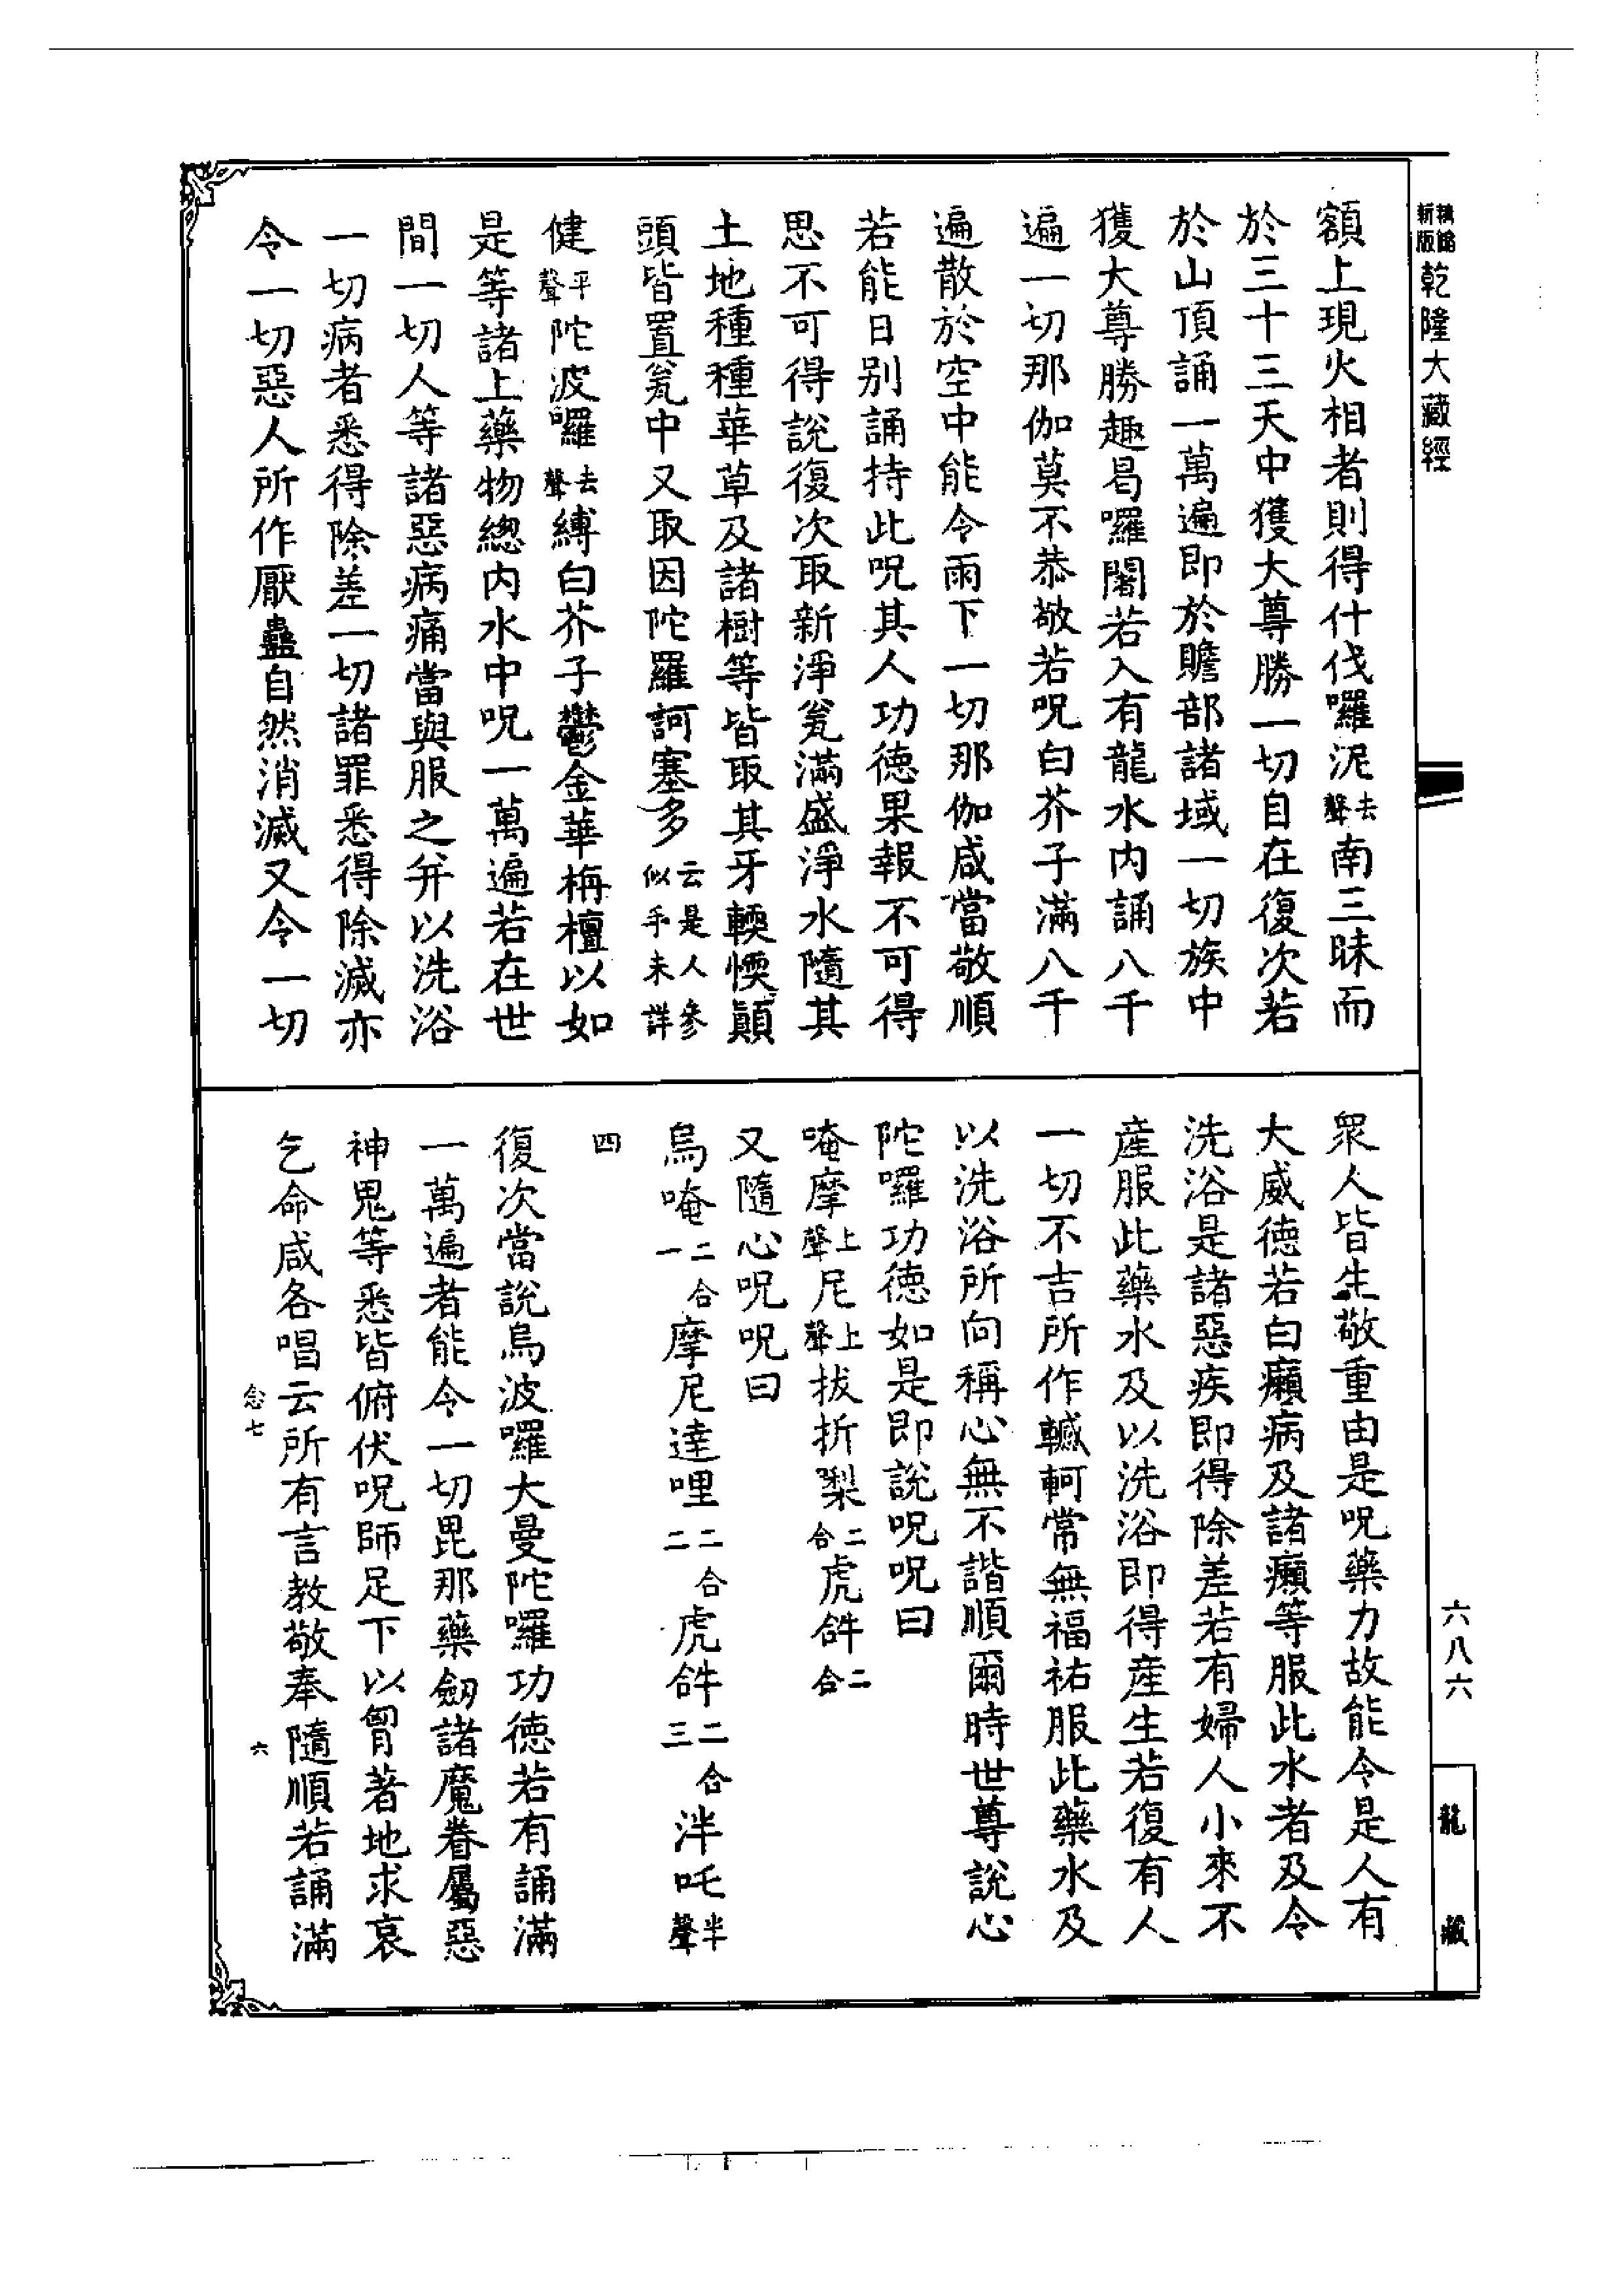 新版乾隆大藏經
額上現火相者則得什伐囉泥去聲南三昧而
於三十三天中獲大尊勝一切自在復次若
於山頂誦一萬遍即於贍部諸域一切族中
獲大尊勝趣曷囉闍若入有龍水內誦八千
遍一切那伽莫不恭敬若呪白芥子滿八千
遍散於空中能令雨下一切那伽咸當敬順
若能日別誦持此呪其人功德果報不可得
思不可得說復次取新淨瓮滿盛淨水隨其
土地種種華草及諸樹等皆取其牙輭愞顛
頭皆置瓮中又取因陀羅訶塞多云是人參似手未詳
健平聲陀波囉去聲縛白芥子鬱金華栴檀以如
是等諸上藥物總內水中呪一萬遍若在世
間一切人等諸惡病痛當與服之并以洗浴
一切病者悉得除差一切諸罪悉得除滅亦
令一切惡人所作厭蠱自然消滅又令一切
衆人皆生敬重由是呪藥力故能令是人有
大威德若白癩病及諸癩等服此水者及令
洗浴是諸惡疾即得除差若有婦人小來不
産服此藥水及以洗浴即得産生若復有人
一切不吉所作轗軻常無福祐服此藥水及
以洗浴所向稱心無不諧順爾時世尊說心
陀囉功德如是即說呪呪曰
唵摩上聲尼上聲拔折㘑二合虎𤙖二合
又隨心呪呪曰
烏唵二合一摩尼達哩二合二虎𤙖二合三泮吒半聲
四
復次當說烏波囉大曼陀囉功德若有誦滿
一萬遍者能令一切毘那藥劒諸魔眷屬惡
神鬼等悉皆俯伏呪師足下以胷著地求哀
乞命咸各唱云所有言教敬奉隨順若誦滿
念七
六
六八六
龍藏